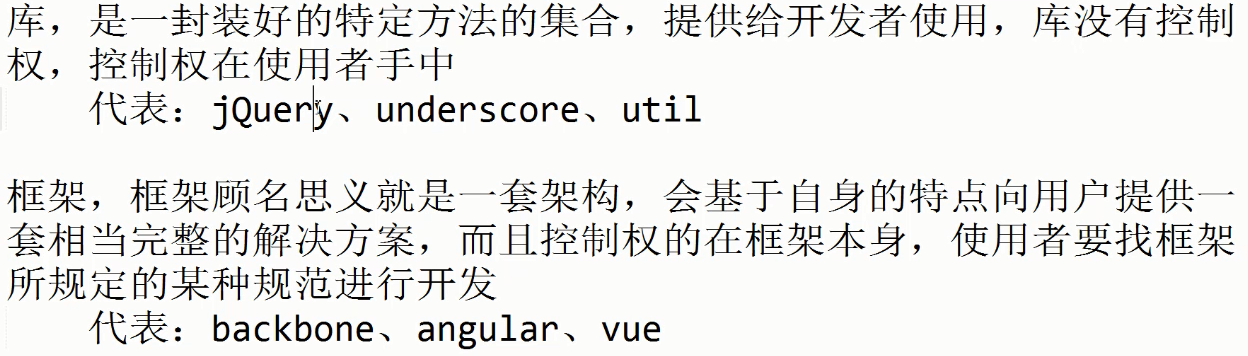 库，是一封装好的特定方法的集合，提供给开发者使用，库没有控制
权，控制权在使用者手中
代表：jQuery、underscore、util
框架，框架顾名思义就是一套架构，会基于自身的特点向用户提供一
套相当完整的解决方案，而且控制权的在框架本身，使用者要找框架
所规定的某种规范进行开发
代表：backbone、angular、vue